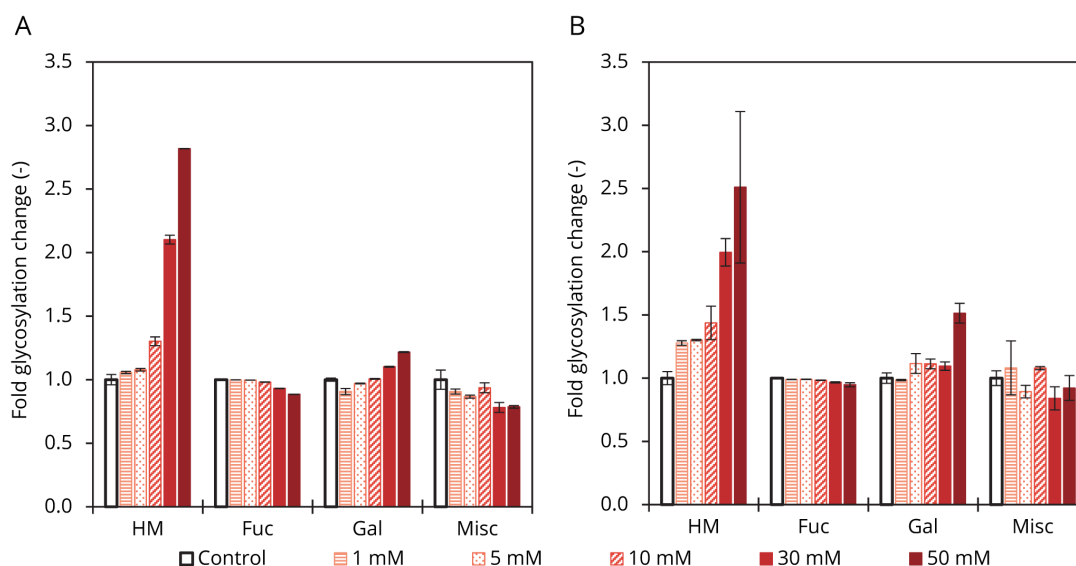 A
Fold glycosylation change (-)
3.5
3.0
2.5
2.0
1.5
1.0
0.5
0.0
HM Fuc Gal Misc
B
Fold glycosylation change (-)
3.5
3.0
2.5
2.0
1.5
1.0
0.5
0.0
HM Fuc Gal Misc
Control 1 mM 5 mM 10 mM 30 mM 50 mM